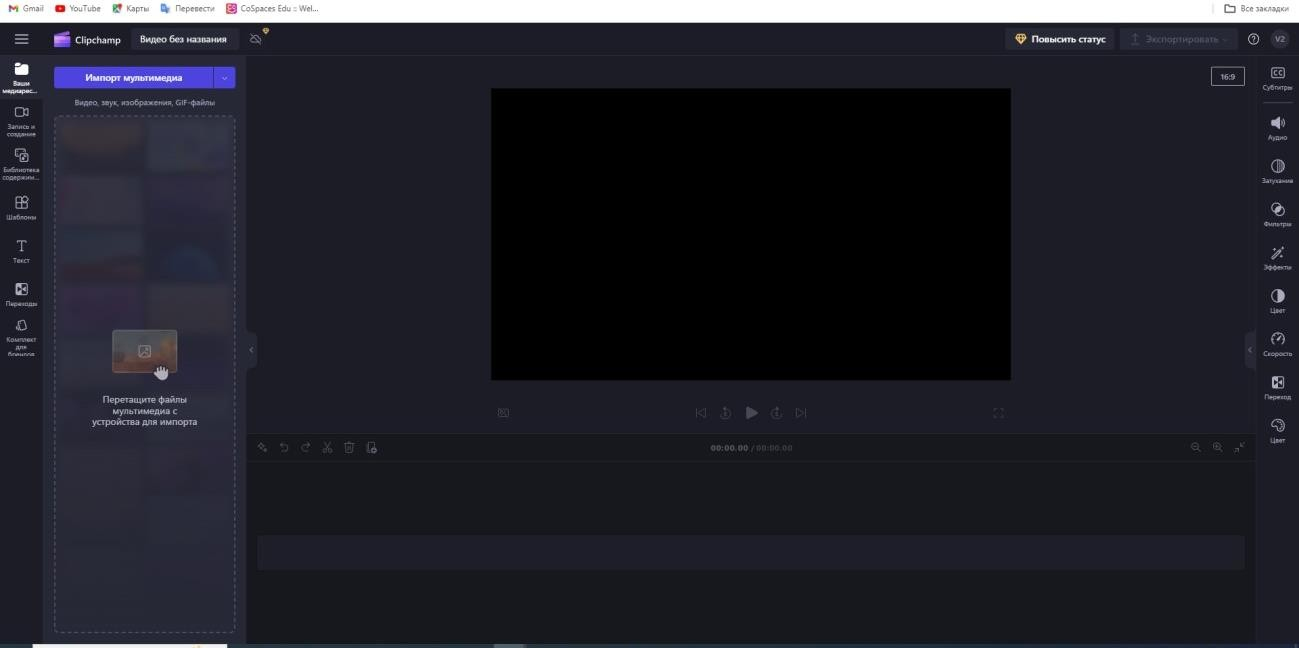 Gmail
YouTube
Карты
Перевести
CoSpaces Edu :: Wel...
Все закладки
Clipchamp
Видео без названия
Повысить статус
Экспортировать
V2
Ваши
медиарес...
Запись и
создание
Библиотека
содержим...
Шаблоны
Текст
Переходы
Комплект
для
брендов
Импорт мультимедиа
Видео, звук, изображения, GIF-файлы
Перетащите файлы
мультимедиа с
устройства для импорта
16:9
00:00.00 / 00:00.00
CC
Субтитры
Аудио
Затухание
Фильтры
Эффекты
Цвет
Скорость
Переход
Цвет